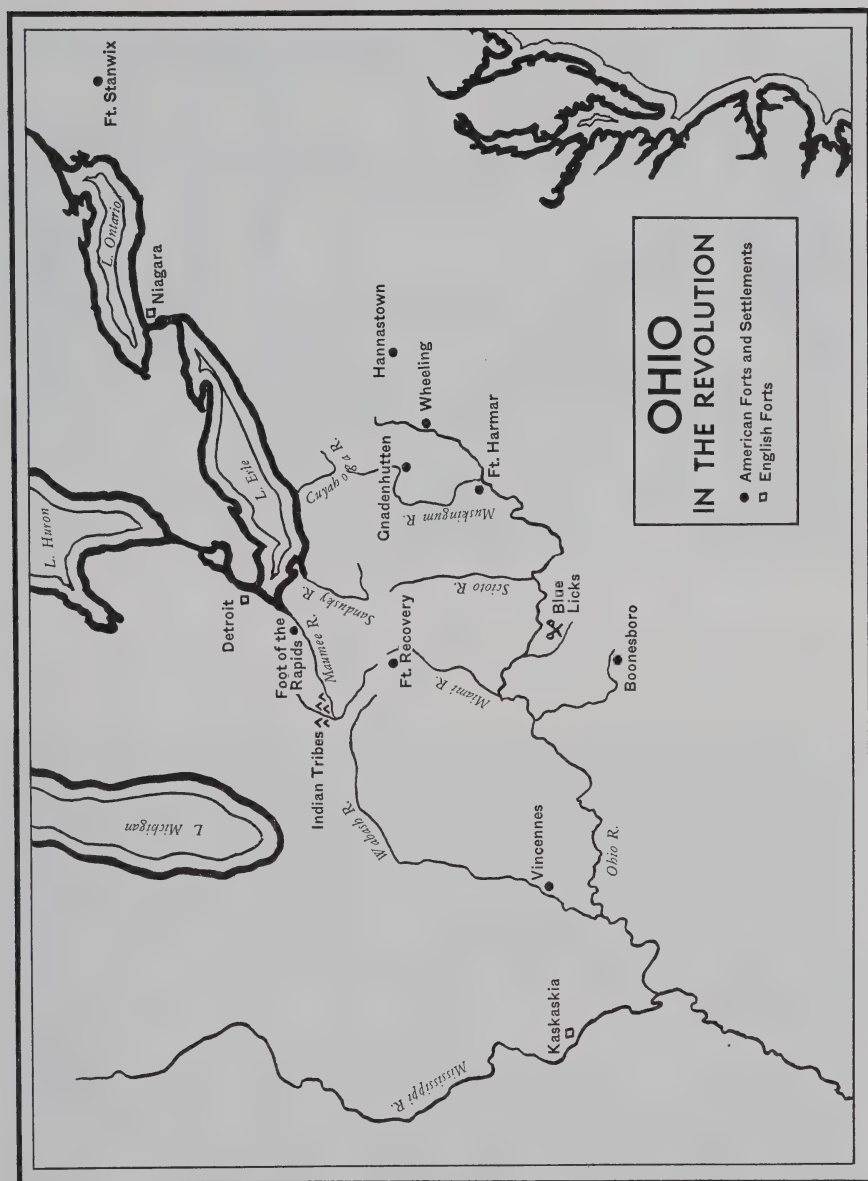 OHIO
IN THE REVOLUTION
American Forts and Settlements
English Forts
Ft. Stanwix
L. Ontario
Niagara
L. Huron
L. Erie
Detroit
Hannastown
Wheeling
Cuyahoga R.
Gnadenhutten
Ft. Harmar
Muskingum R.
Foot of the
Rapids
Maumee R.
Sandusky R.
Scioto R.
Indian Tribes
Ft. Recovery
Blue
Licks
Miami R.
Boonesboro
L. Michigan
Wabash R.
Vincennes
Ohio R.
Kaskaskia
Mississippi R.